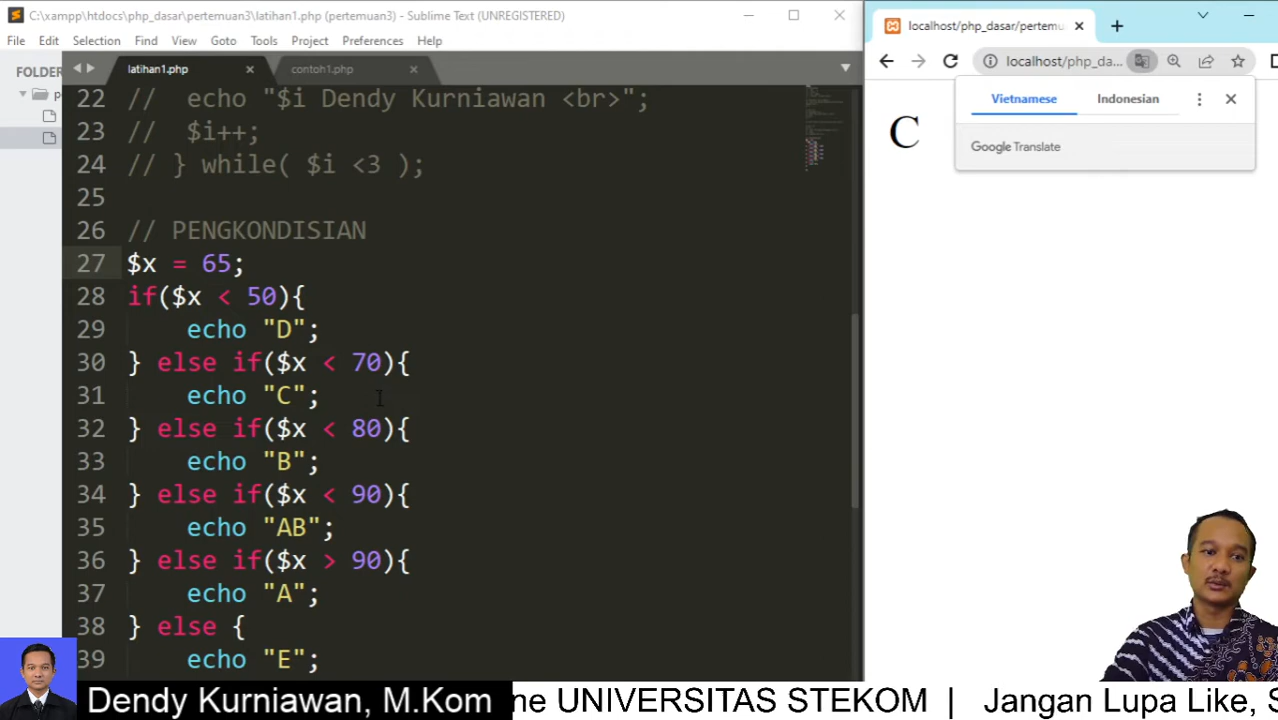 C:\xampp\htdocs\php_dasar\pertemuan3\latihan1.php (pertemuan3) - Sublime Text (UNREGISTERED)
File Edit Selection Find View Goto Tools Project Preferences Help
FOLDER
p
latihan1.php
contoh1.php
22 //  echo "$i Dendy Kurniawan <br>";
23 //  $i++;
24 // } while( $i <3 );
25
26 // PENGKONDISIAN
27 $x = 65;
28 if($x < 50){
29     echo "D";
30 } else if($x < 70){
31     echo "C";
32 } else if($x < 80){
33     echo "B";
34 } else if($x < 90){
35     echo "AB";
36 } else if($x > 90){
37     echo "A";
38 } else {
39     echo "E";
localhost/php_dasar/pertemu
localhost/php_da...
Vietnamese Indonesian
Google Translate
C
Dendy Kurniawan, M.Kom
ne UNIVERSITAS STEKOM | Jangan Lupa Like, S